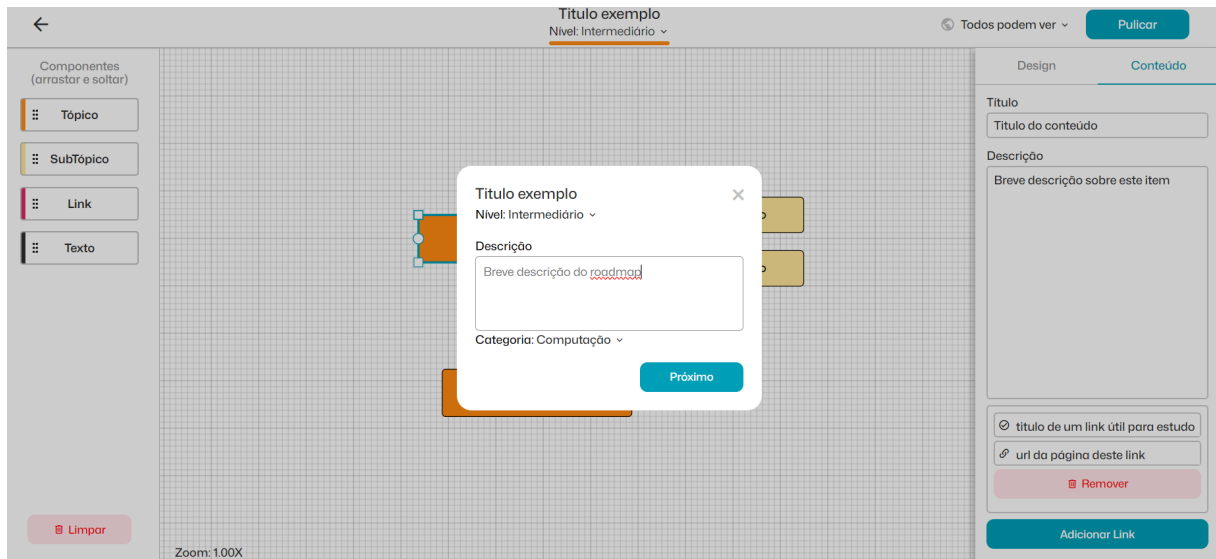 Titulo exemplo
Nível: Intermediário
Todos podem ver
Pulicar
Componentes
(arrastar e soltar)
Tópico
SubTópico
Link
Texto
Limpar
Zoom: 1.00X
Titulo exemplo
Nível: Intermediário
Descrição
Breve descrição do roadmap
Categoria: Computação
Próximo
Design
Conteúdo
Título
Titulo do conteúdo
Descrição
Breve descrição sobre este item
titulo de um link útil para estudo
url da página deste link
Remover
Adicionar Link